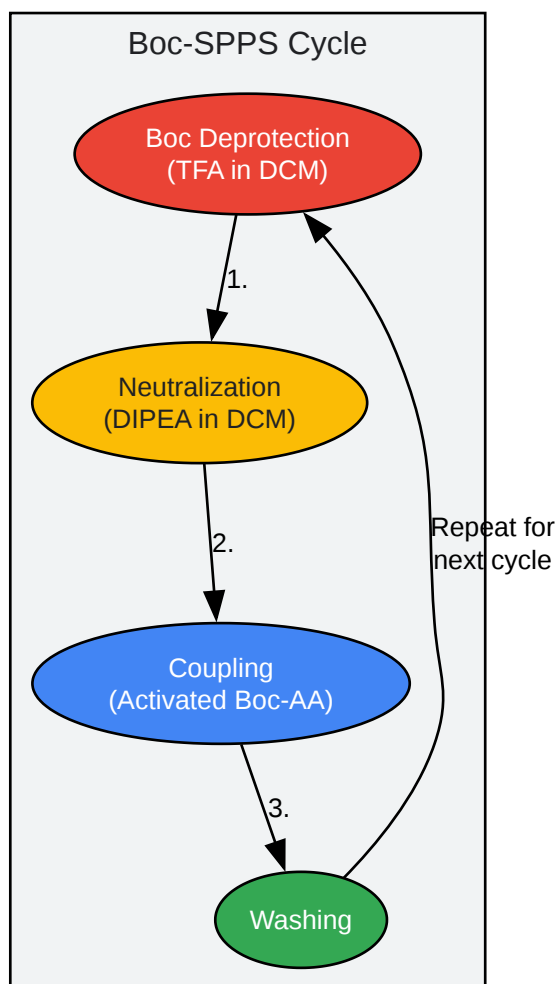 Boc-SPPS Cycle
Boc Deprotection
(TFA in DCM)
1.
Neutralization
(DIPEA in DCM)
2.
Repeat for
next cycle
Coupling
(Activated Boc-AA)
3.
Washing